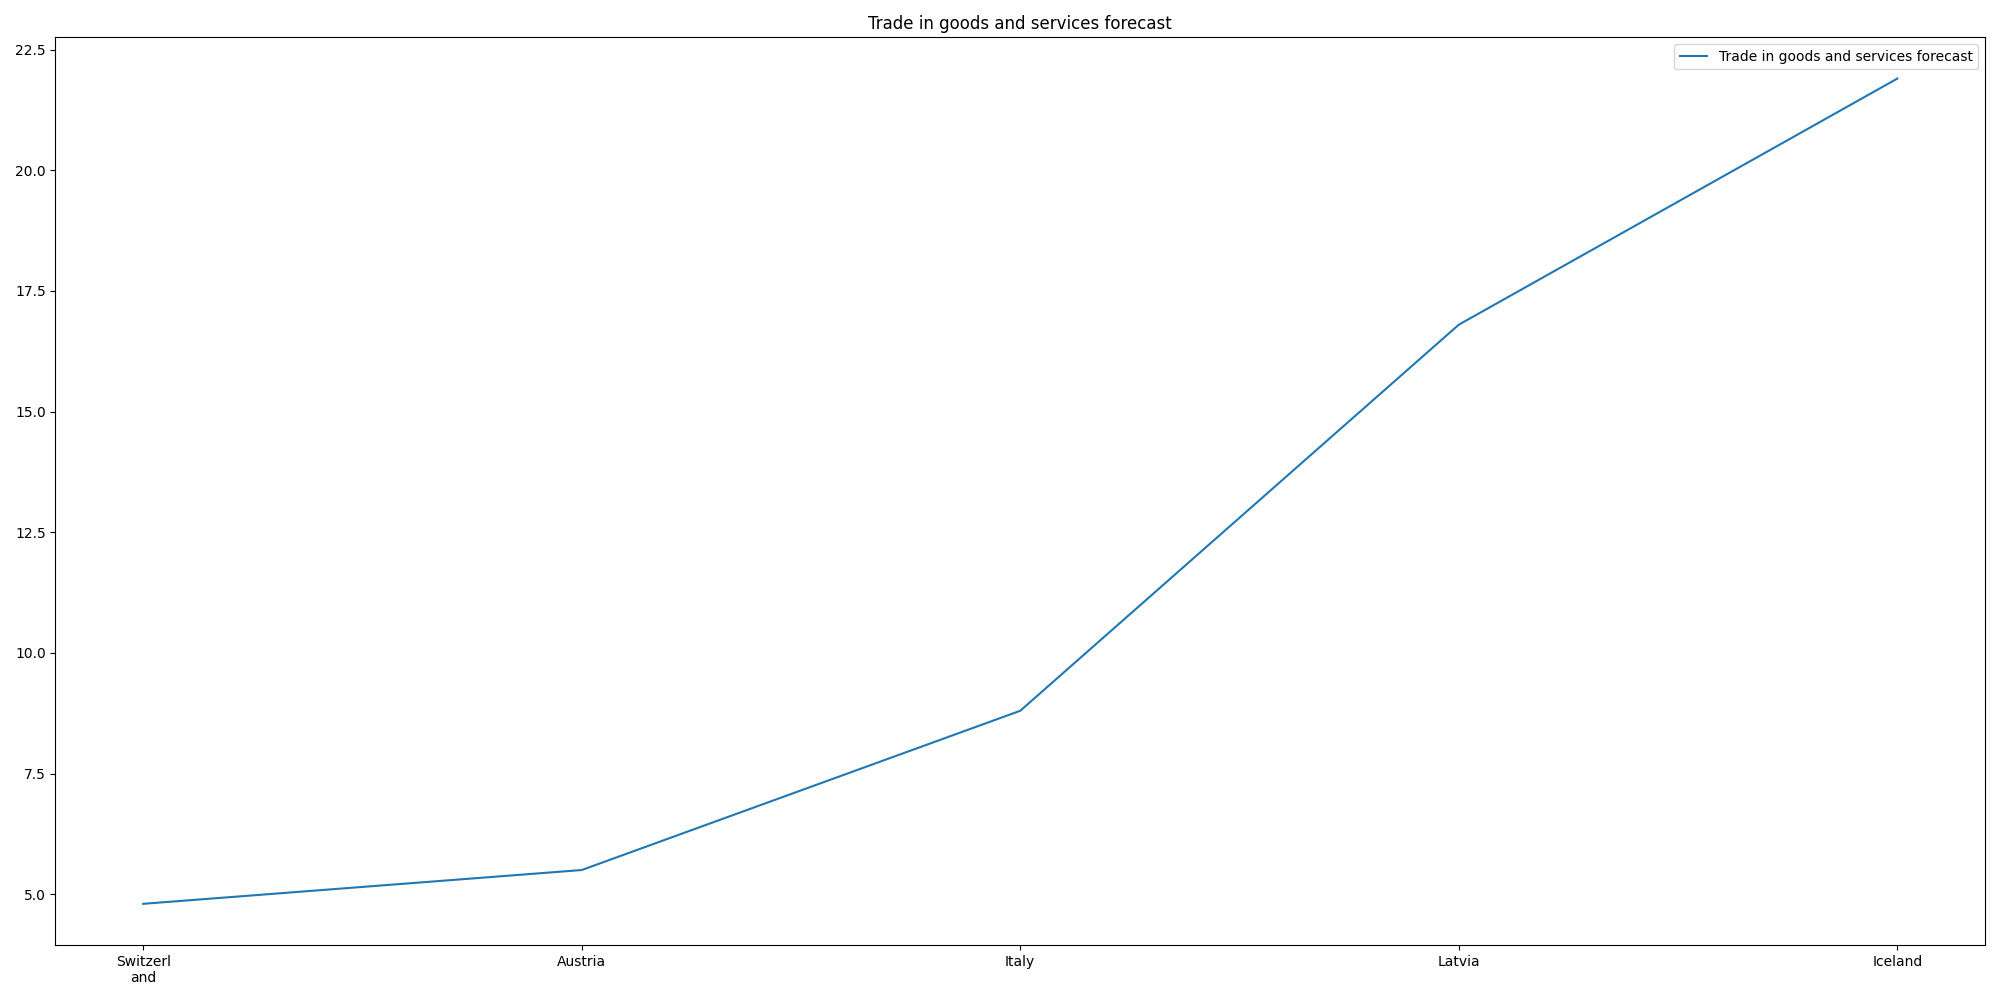 Trade in goods and services forecast
Trade in goods and services forecast
22.5
20.0
17.5
15.0
12.5
10.0
7.5
5.0
Switzerl
and
Austria
Italy
Latvia
Iceland